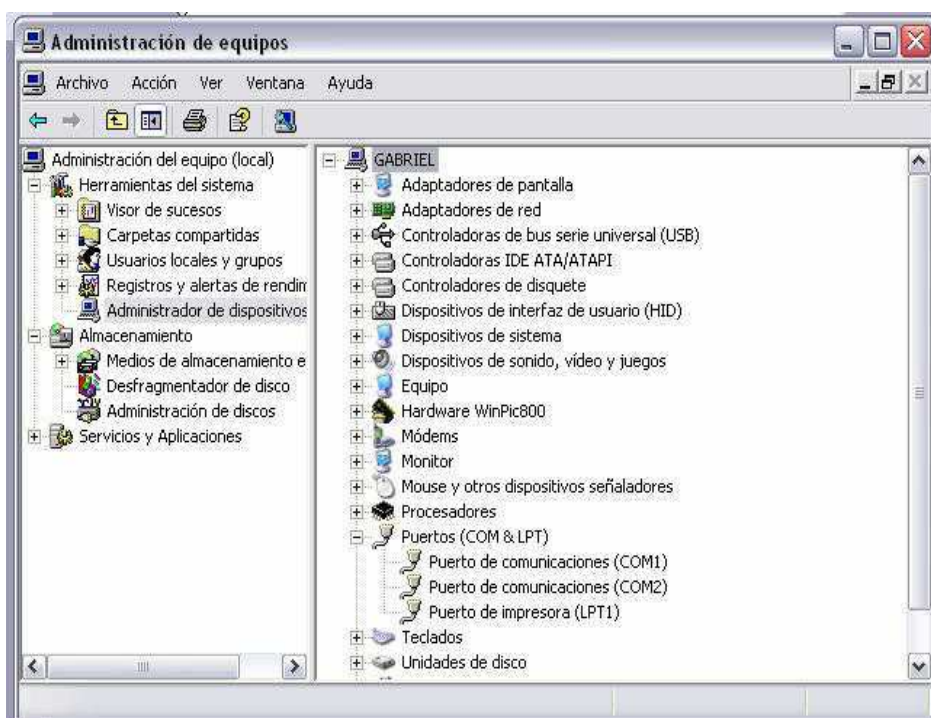 Administración de equipos
Archivo Acción Ver Ventana Ayuda
Administración del equipo (local)
Herramientas del sistema
Visor de sucesos
Carpetas compartidas
Usuarios locales y grupos
Registros y alertas de rendim
Administrador de dispositivos
Almacenamiento
Medios de almacenamiento e
Desfragmentador de disco
Administración de discos
Servicios y Aplicaciones
GABRIEL
Adaptadores de pantalla
Adaptadores de red
Controladoras de bus serie universal (USB)
Controladoras IDE ATA/ATAPI
Controladores de disquete
Dispositivos de interfaz de usuario (HID)
Dispositivos de sistema
Dispositivos de sonido, vídeo y juegos
Equipo
Hardware WinPic800
Módems
Monitor
Mouse y otros dispositivos señaladores
Procesadores
Puertos (COM & LPT)
Puerto de comunicaciones (COM1)
Puerto de comunicaciones (COM2)
Puerto de impresora (LPT1)
Teclados
Unidades de disco